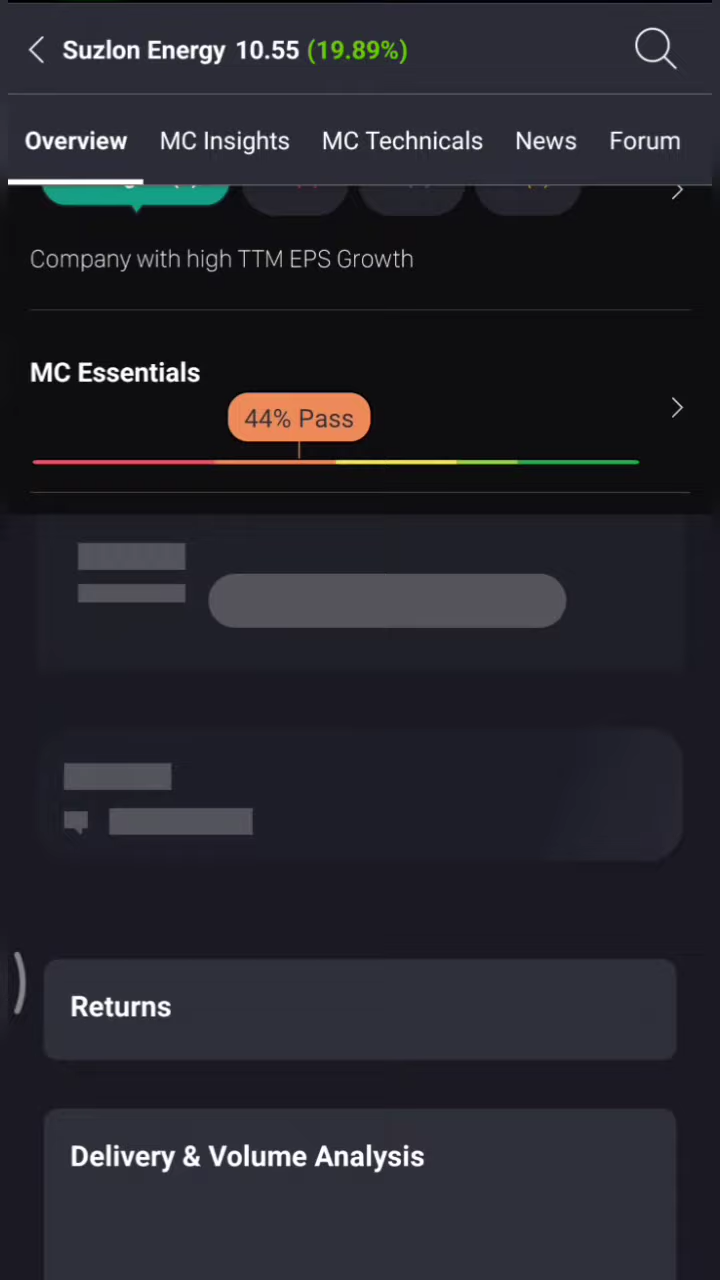 Suzlon Energy 10.55 (19.89%)
Overview MC Insights MC Technicals News Forum
Company with high TTM EPS Growth
MC Essentials
44% Pass
Returns
Delivery & Volume Analysis